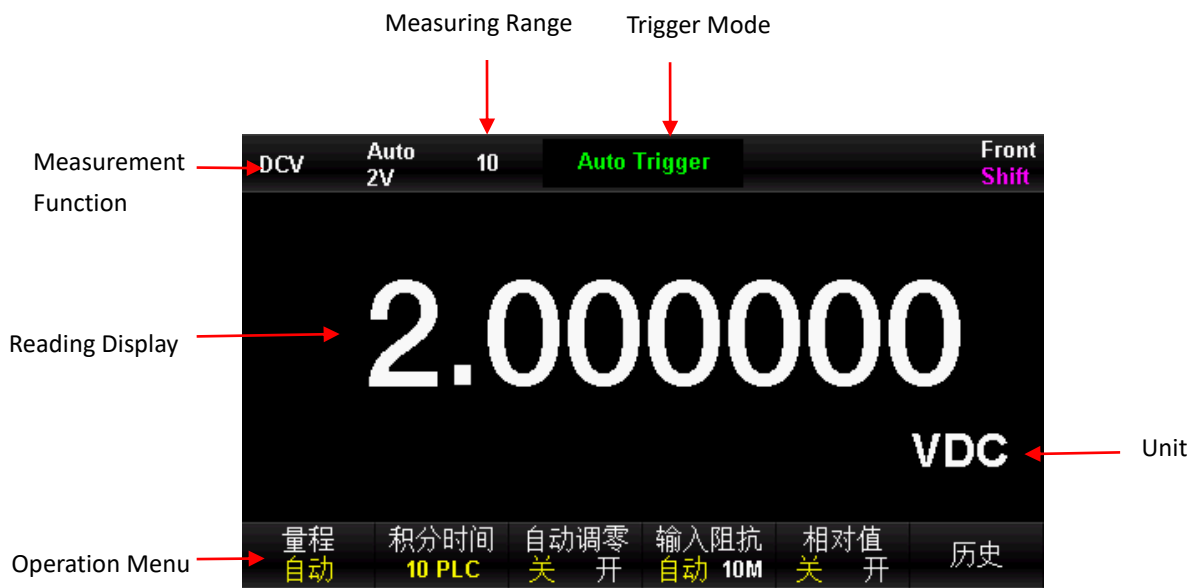 Measuring Range Trigger Mode
Measurement
Function
DCV Auto 10 Auto Trigger Front
2V Shift
Reading Display
2.000000
VDC
Unit
Operation Menu
量程 积分时间 自动调零 输入阻抗 相对值 历史
自动 10 PLC 关 开 自动 10M 关 开